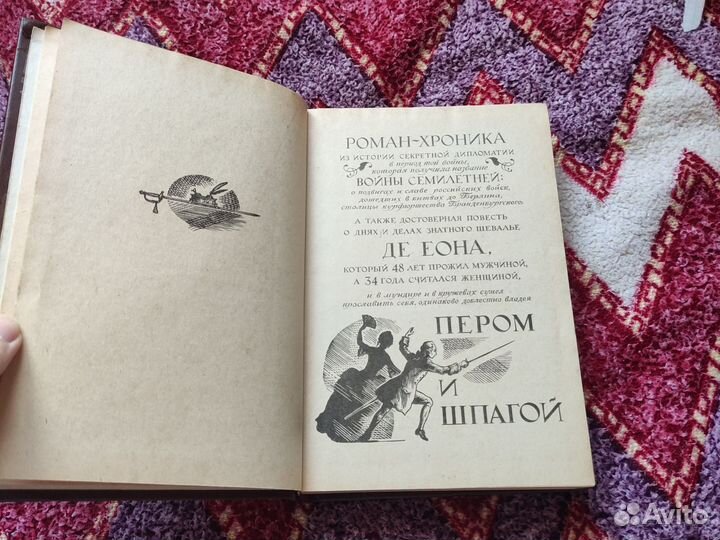 РОМАН-ХРОНИКА
ИЗ ИСТОРИИ СЕКРЕТНОЙ ДИПЛОМАТИИ
в период той войны,
которая получила название
ВОЙНЫ СЕМИЛЕТНЕЙ;
о подвигах и славе российских войск,
дошедших в битвах до Берлина,
столицы курфюршества Бранденбургского.
А ТАКЖЕ ДОСТОВЕРНАЯ ПОВЕСТЬ
О ДНЯХ И ДЕЛАХ ЗНАТНОГО ШЕВАЛЬЕ
ДЕ ЕОНА,
КОТОРЫЙ 48 ЛЕТ ПРОЖИЛ МУЖЧИНОЙ,
А 34 ГОДА СЧИТАЛСЯ ЖЕНЩИНОЙ,
и в мундире и в кружевах сумел
прославить себя, одинаково доблестно владея
ПЕРОМ
И
ШПАГОЙ
Avito